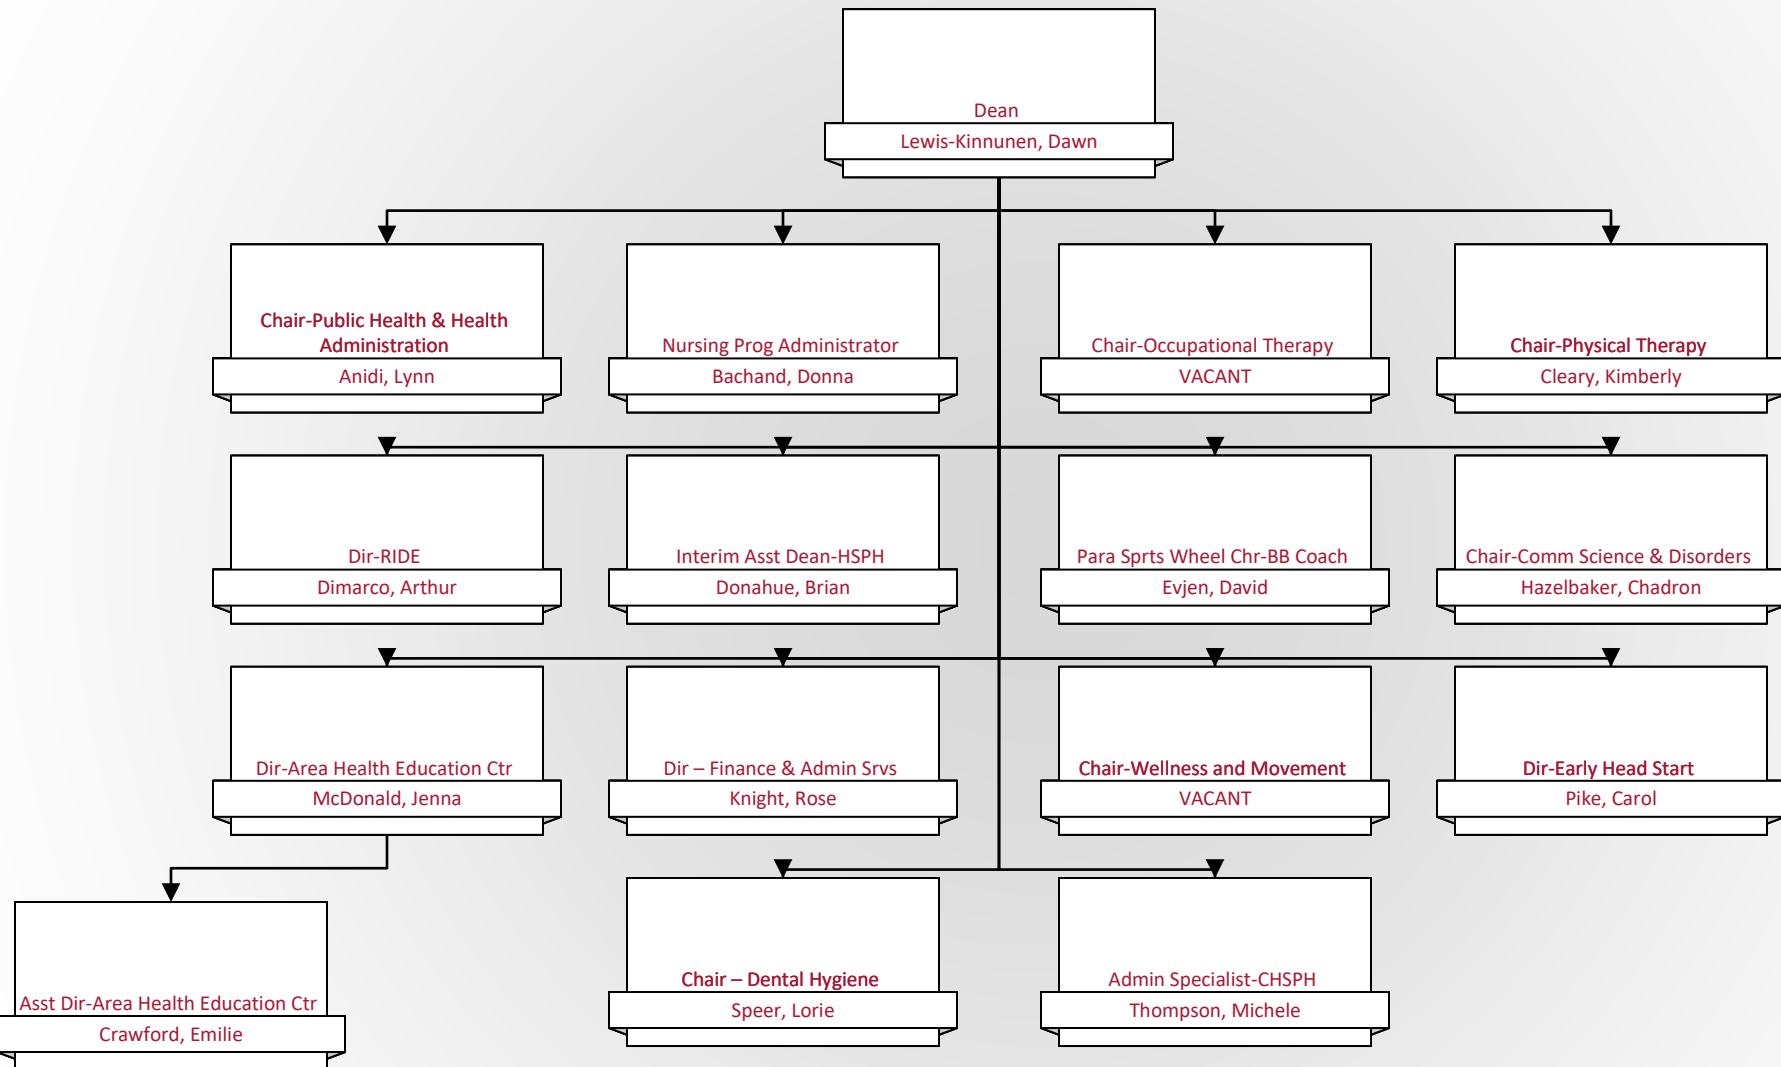 Dean
Lewis-Kinnunen, Dawn
Chair-Public Health & Health
Administration
Anidi, Lynn
Nursing Prog Administrator
Bachand, Donna
Chair-Occupational Therapy
VACANT
Chair-Physical Therapy
Cleary, Kimberly
Dir-RIDE
Dimarco, Arthur
Interim Asst Dean-HSPH
Donahue, Brian
Para Sprts Wheel Chr-BB Coach
Evjen, David
Chair-Comm Science & Disorders
Hazelbaker, Chadron
Dir-Area Health Education Ctr
McDonald, Jenna
Dir – Finance & Admin Srvs
Knight, Rose
Chair-Wellness and Movement
VACANT
Dir-Early Head Start
Pike, Carol
Asst Dir-Area Health Education Ctr
Crawford, Emilie
Chair – Dental Hygiene
Speer, Lorie
Admin Specialist-CHSPH
Thompson, Michele